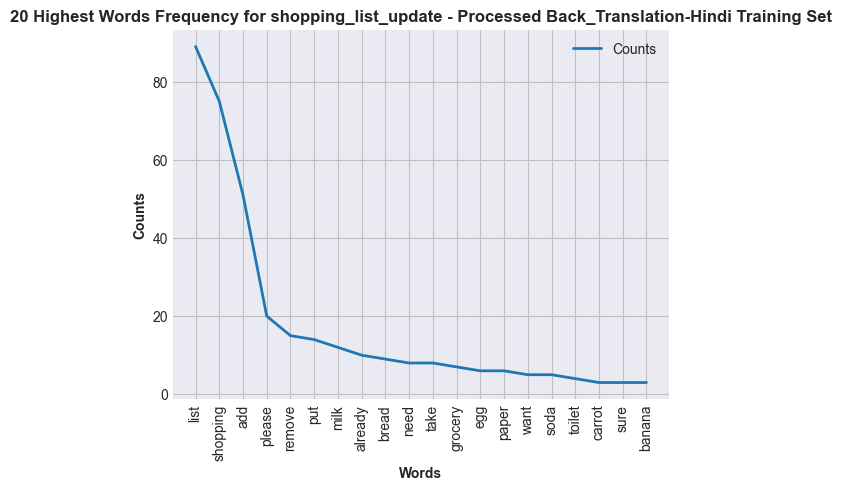 20 Highest Words Frequency for shopping_list_update - Processed Back_Translation-Hindi Training Set
Counts
Counts
80
60
40
20
0
list
shopping
add
please
remove
put
milk
already
bread
need
take
grocery
egg
paper
want
soda
toilet
carrot
sure
banana
Words